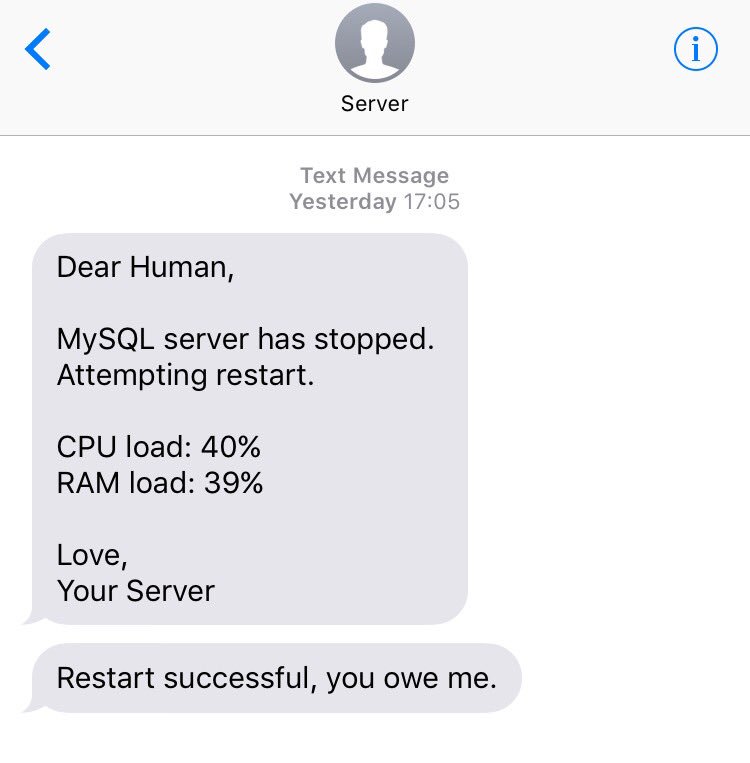 Server
Text Message
Yesterday 17:05
Dear Human,
MySQL server has stopped.
Attempting restart.
CPU load: 40%
RAM load: 39%
Love,
Your Server
Restart successful, you owe me.